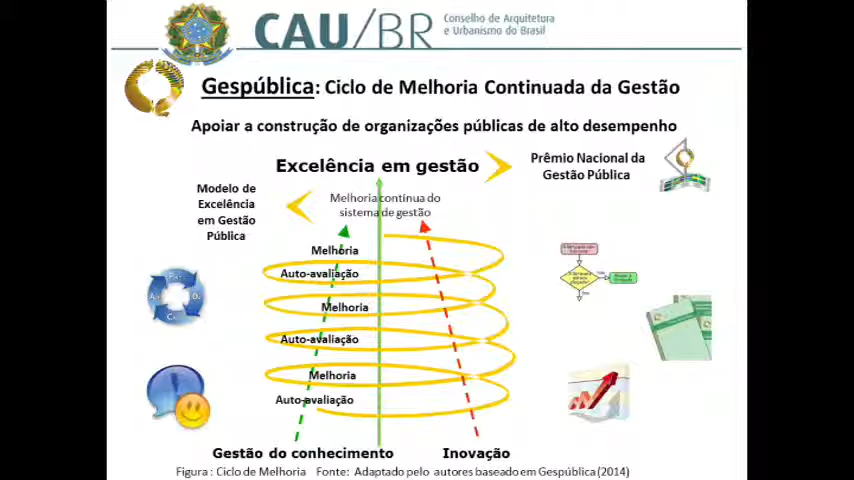 CAU/BR
Conselho de Arquitetura
e Urbanismo do Brasil
Gespública: Ciclo de Melhoria Continuada da Gestão
Apoiar a construção de organizações públicas de alto desempenho
Excelência em gestão
Prêmio Nacional da
Gestão Pública
Modelo de
Excelência
em Gestão
Pública
Melhoria contínua do
sistema de gestão
Melhoria
Auto-avaliação
Melhoria
Auto-avaliação
Melhoria
Auto-avaliação
Gestão do conhecimento
Inovação
Figura : Ciclo de Melhoria Fonte: Adaptado pelo autores baseado em Gespública (2014)